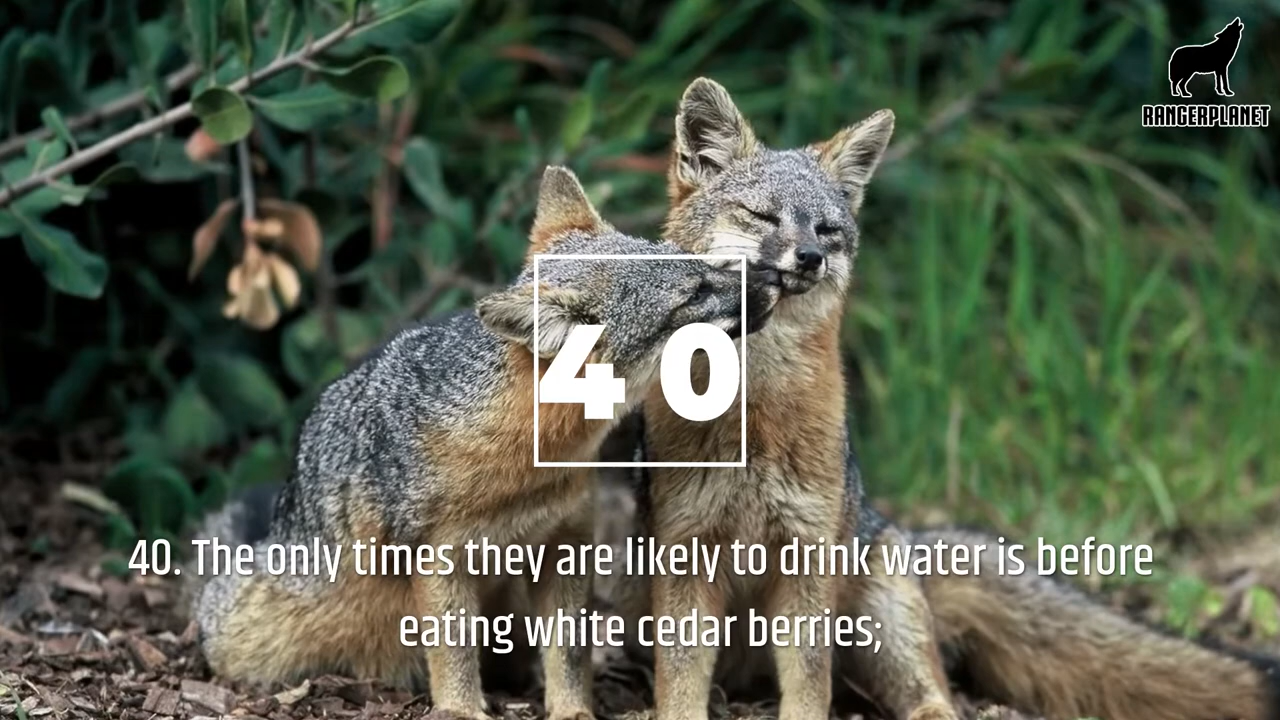 RANGERPLANET
40
40. The only times they are likely to drink water is before
eating white cedar berries;